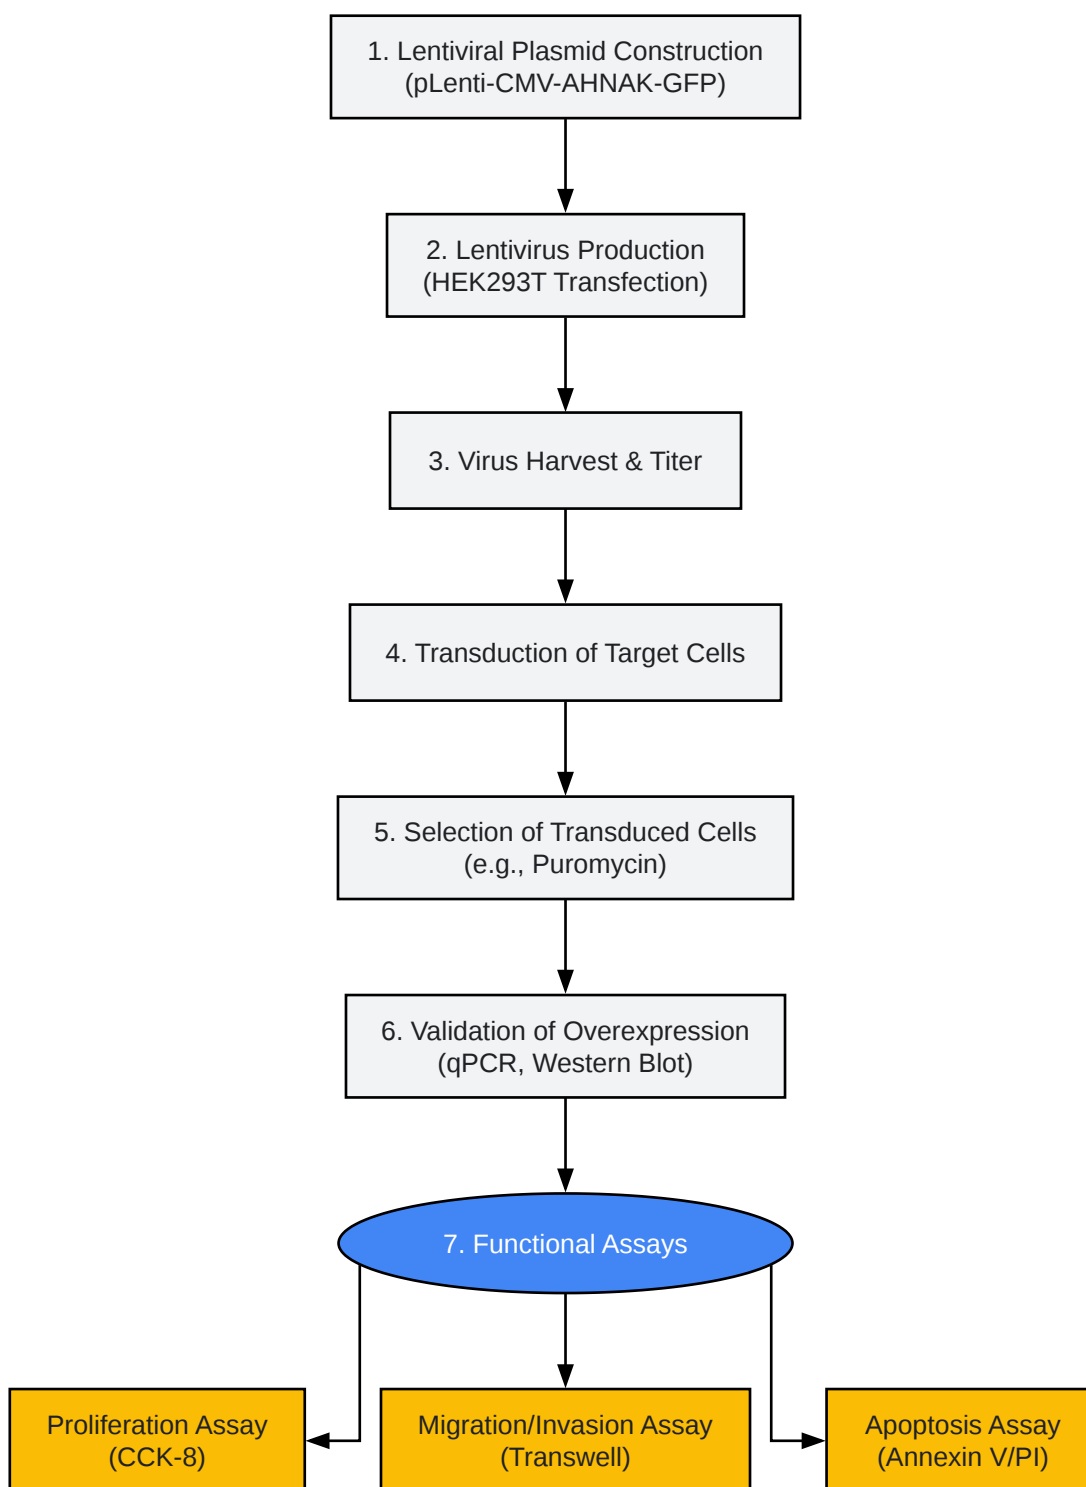 1. Lentiviral Plasmid Construction
(pLenti-CMV-AHNAK-GFP)
2. Lentivirus Production
(HEK293T Transfection)
3. Virus Harvest & Titer
4. Transduction of Target Cells
5. Selection of Transduced Cells
(e.g., Puromycin)
6. Validation of Overexpression
(qPCR, Western Blot)
7. Functional Assays
Proliferation Assay
(CCK-8)
Migration/Invasion Assay
(Transwell)
Apoptosis Assay
(Annexin V/PI)